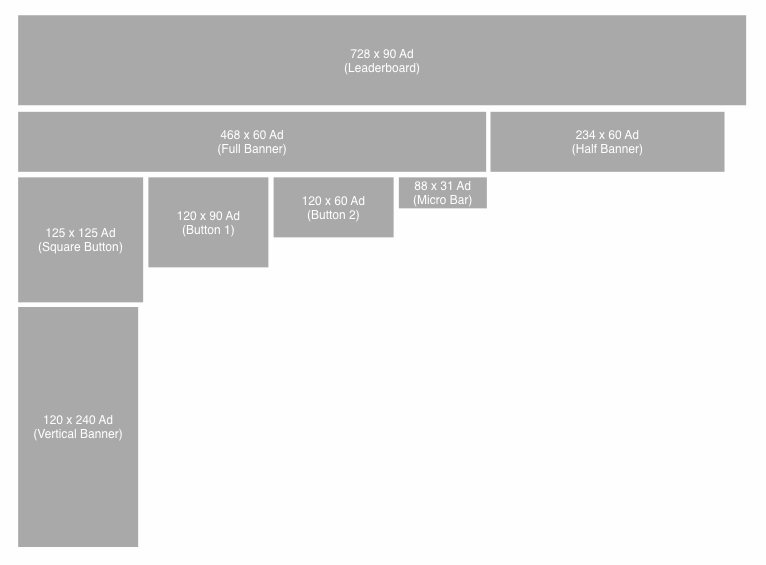 728 x 90 Ad
(Leaderboard)
468 x 60 Ad
(Full Banner)
234 x 60 Ad
(Half Banner)
125 x 125 Ad
(Square Button)
120 x 90 Ad
(Button 1)
120 x 60 Ad
(Button 2)
88 x 31 Ad
(Micro Bar)
120 x 240 Ad
(Vertical Banner)